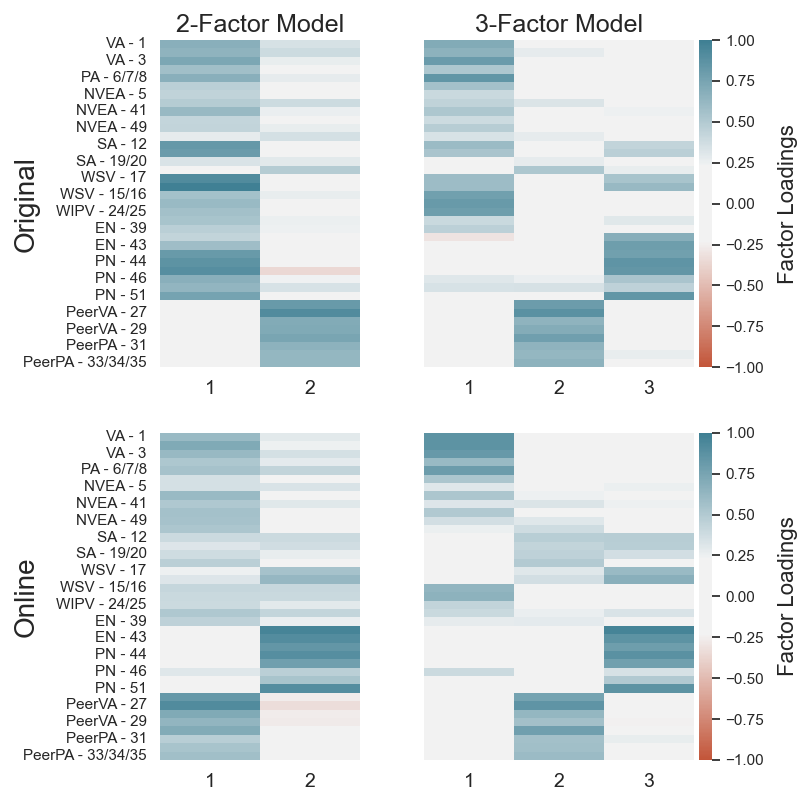 2-Factor Model
3-Factor Model
Original
VA - 1
VA - 3
PA - 6/7/8
NVEA - 5
NVEA - 41
NVEA - 49
SA - 12
SA - 19/20
WSV - 17
WSV - 15/16
WIPV - 24/25
EN - 39
EN - 43
PN - 44
PN - 46
PN - 51
PeerVA - 27
PeerVA - 29
PeerPA - 31
PeerPA - 33/34/35
1
2
1
2
3
1.00
0.75
0.50
0.25
0.00
−0.25
−0.50
−0.75
−1.00
Factor Loadings
Online
VA - 1
VA - 3
PA - 6/7/8
NVEA - 5
NVEA - 41
NVEA - 49
SA - 12
SA - 19/20
WSV - 17
WSV - 15/16
WIPV - 24/25
EN - 39
EN - 43
PN - 44
PN - 46
PN - 51
PeerVA - 27
PeerVA - 29
PeerPA - 31
PeerPA - 33/34/35
1
2
1
2
3
1.00
0.75
0.50
0.25
0.00
−0.25
−0.50
−0.75
−1.00
Factor Loadings